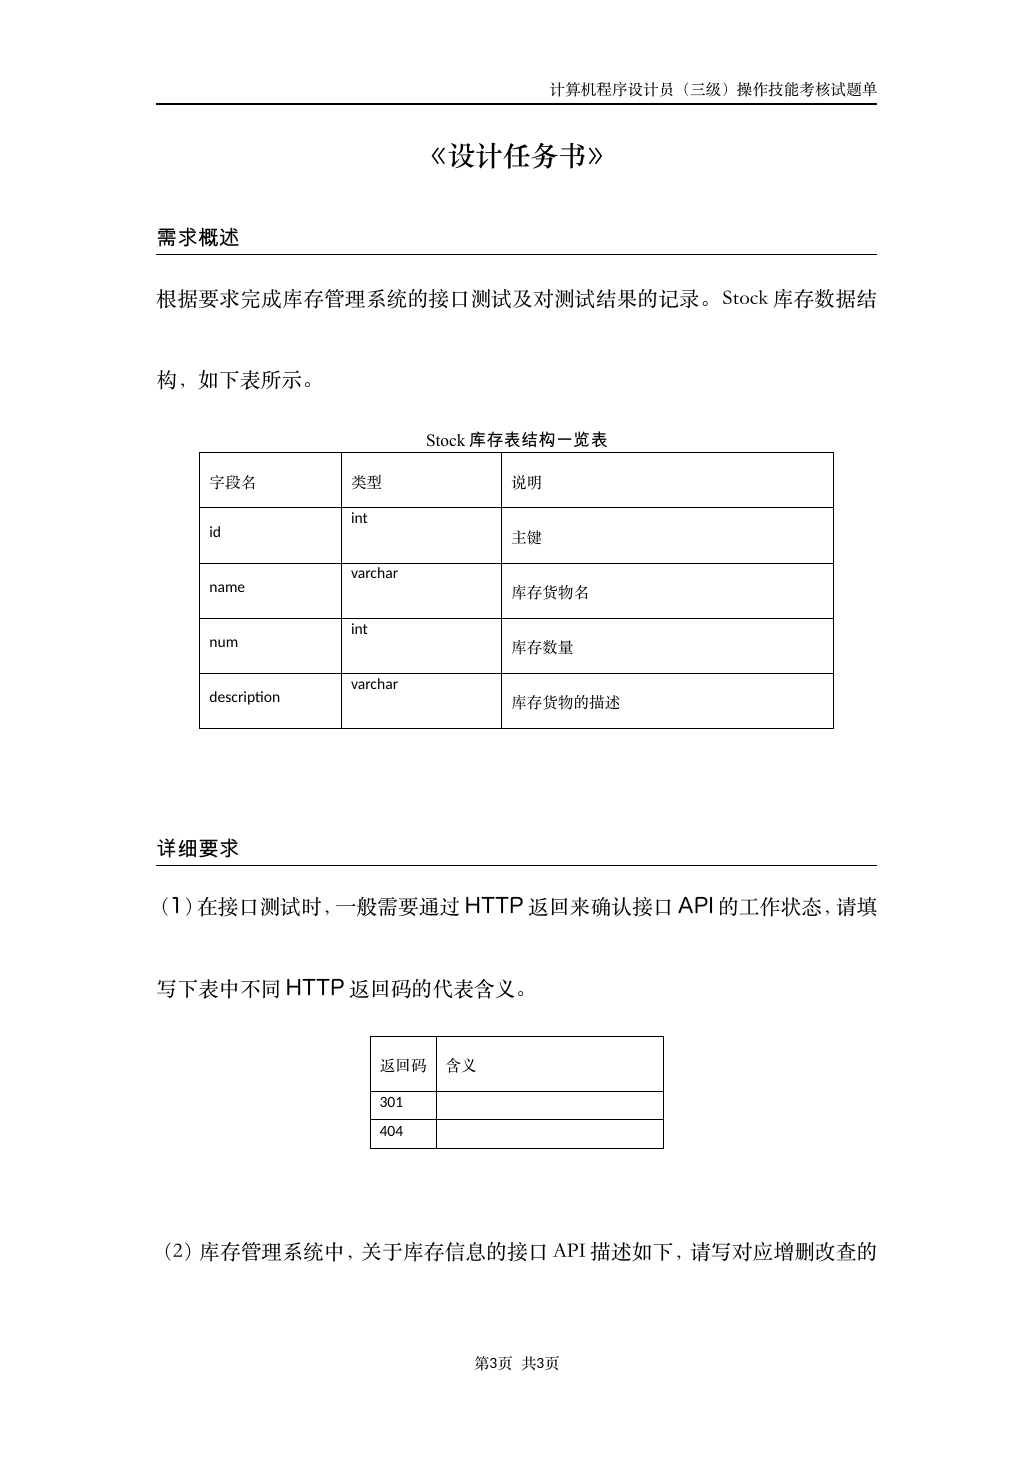 计算机程序设计员（三级）操作技能考核试题单
《设计任务书》
需求概述
根据要求完成库存管理系统的接口测试及对测试结果的记录。Stock 库存数据结
构，如下表所示。
Stock 库存表结构一览表
字段名 类型 说明
id int 主键
name varchar 库存货物名
num int 库存数量
description varchar 库存货物的描述
详细要求
（1）在接口测试时，一般需要通过 HTTP 返回来确认接口 API 的工作状态，请填
写下表中不同 HTTP 返回码的代表含义。
返回码 含义
301
404
（2）库存管理系统中，关于库存信息的接口 API 描述如下，请写对应增删改查的
第3页 共3页